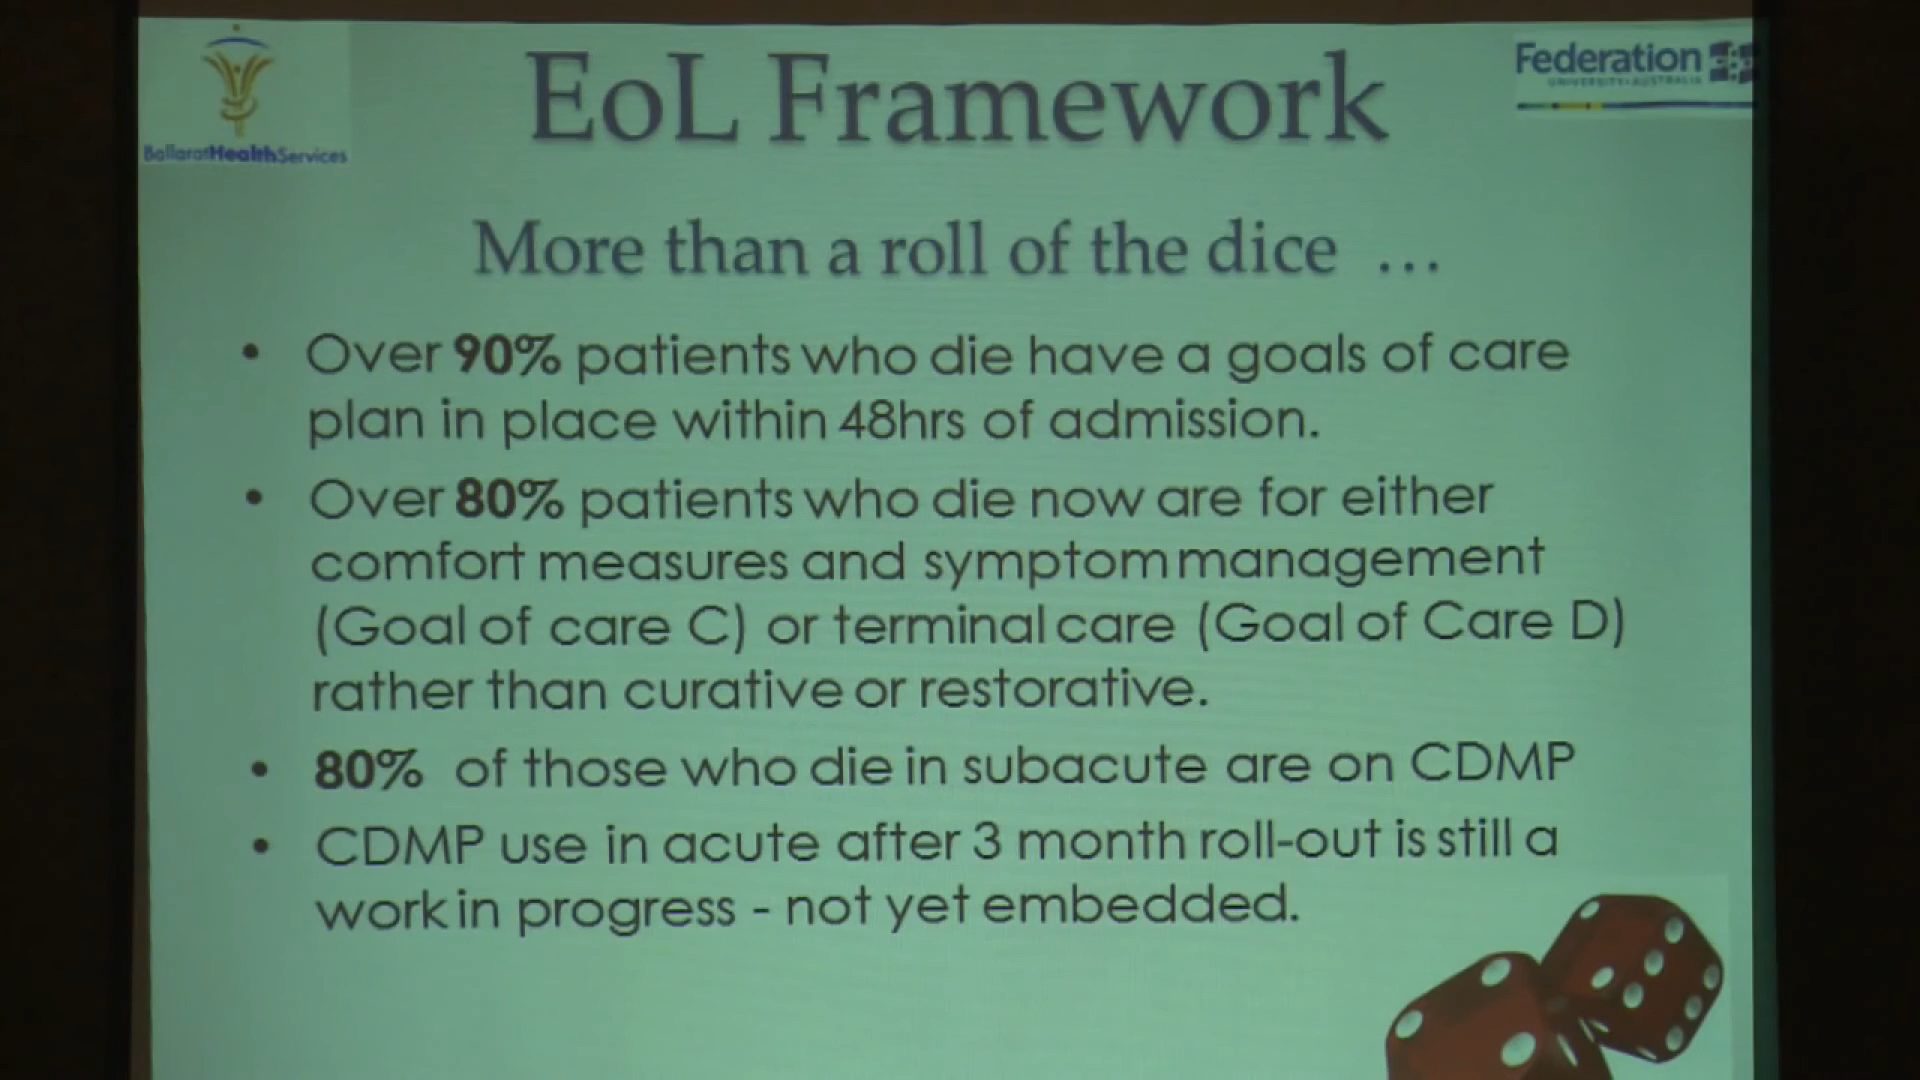 EoL Framework
BallaratHealthServices
Federation
UNIVERSITY AUSTRALIA
More than a roll of the dice ...
• Over 90% patients who die have a goals of care
plan in place within 48hrs of admission.
• Over 80% patients who die now are for either
comfort measures and symptom management
(Goal of care C) or terminal care (Goal of Care D)
rather than curative or restorative.
• 80% of those who die in subacute are on CDMP
• CDMP use in acute after 3 month roll-out is still a
work in progress - not yet embedded.